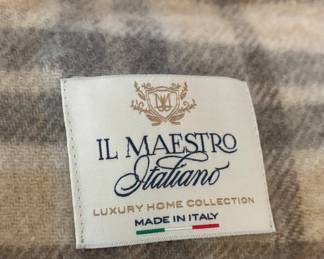 IL MAESTRO
Italiano
LUXURY HOME COLLECTION
MADE IN ITALY